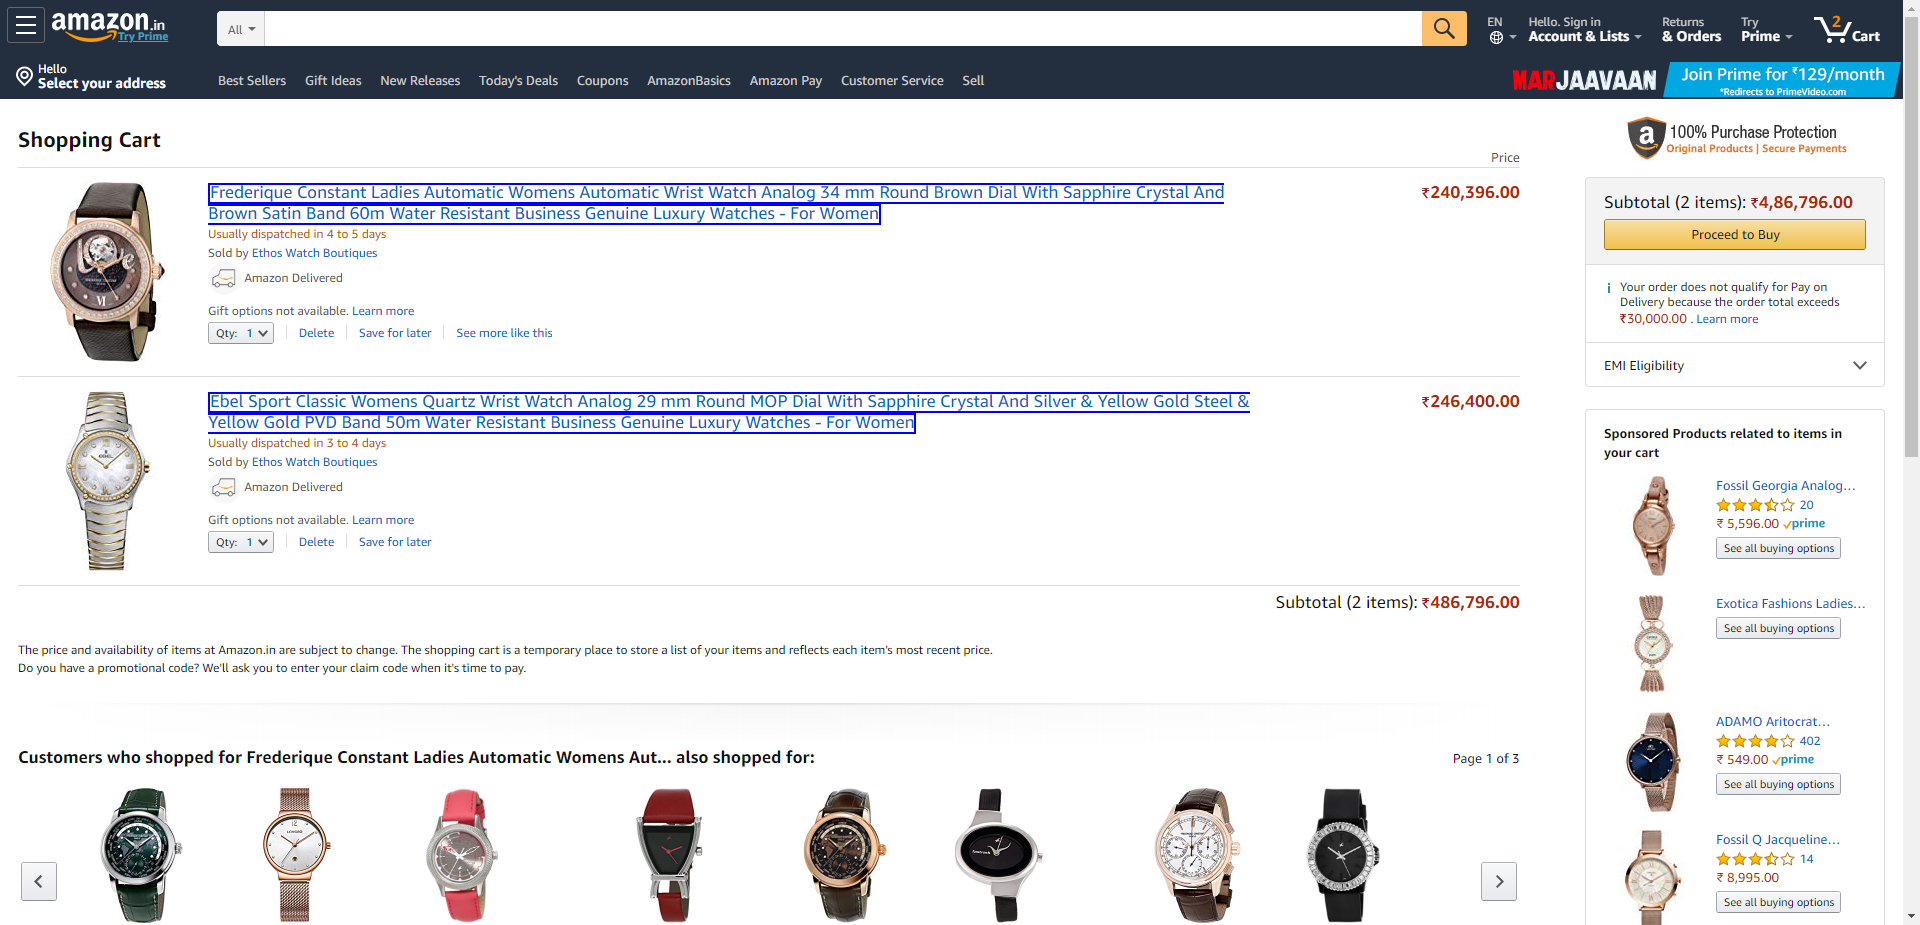 amazon.in
Try Prime
All
EN
Hello. Sign in
Account & Lists
Returns
& Orders
Try
Prime
2
Cart
Hello
Select your address
Best Sellers
Gift Ideas
New Releases
Today's Deals
Coupons
AmazonBasics
Amazon Pay
Customer Service
Sell
MARJAAVAAN
Join Prime for ₹129/month
*Redirects to PrimeVideo.com
Shopping Cart
Price
Frederique Constant Ladies Automatic Womens Automatic Wrist Watch Analog 34 mm Round Brown Dial With Sapphire Crystal And
Brown Satin Band 60m Water Resistant Business Genuine Luxury Watches - For Women
₹240,396.00
Usually dispatched in 4 to 5 days
Sold by Ethos Watch Boutiques
Amazon Delivered
Gift options not available. Learn more
Qty: 1
Delete
Save for later
See more like this
Ebel Sport Classic Womens Quartz Wrist Watch Analog 29 mm Round MOP Dial With Sapphire Crystal And Silver & Yellow Gold Steel &
Yellow Gold PVD Band 50m Water Resistant Business Genuine Luxury Watches - For Women
₹246,400.00
Usually dispatched in 3 to 4 days
Sold by Ethos Watch Boutiques
Amazon Delivered
Gift options not available. Learn more
Qty: 1
Delete
Save for later
Subtotal (2 items): ₹486,796.00
The price and availability of items at Amazon.in are subject to change. The shopping cart is a temporary place to store a list of your items and reflects each item's most recent price.
Do you have a promotional code? We'll ask you to enter your claim code when it's time to pay.
Customers who shopped for Frederique Constant Ladies Automatic Womens Aut... also shopped for:
Page 1 of 3
a
100% Purchase Protection
Original Products | Secure Payments
Subtotal (2 items): ₹4,86,796.00
Proceed to Buy
i
Your order does not qualify for Pay on
Delivery because the order total exceeds
₹30,000.00 . Learn more
EMI Eligibility
Sponsored Products related to items in
your cart
Fossil Georgia Analog...
20
₹ 5,596.00 prime
See all buying options
Exotica Fashions Ladies...
See all buying options
ADAMO Aritocrat...
402
₹ 549.00 prime
See all buying options
Fossil Q Jacqueline...
14
₹ 8,995.00
See all buying options